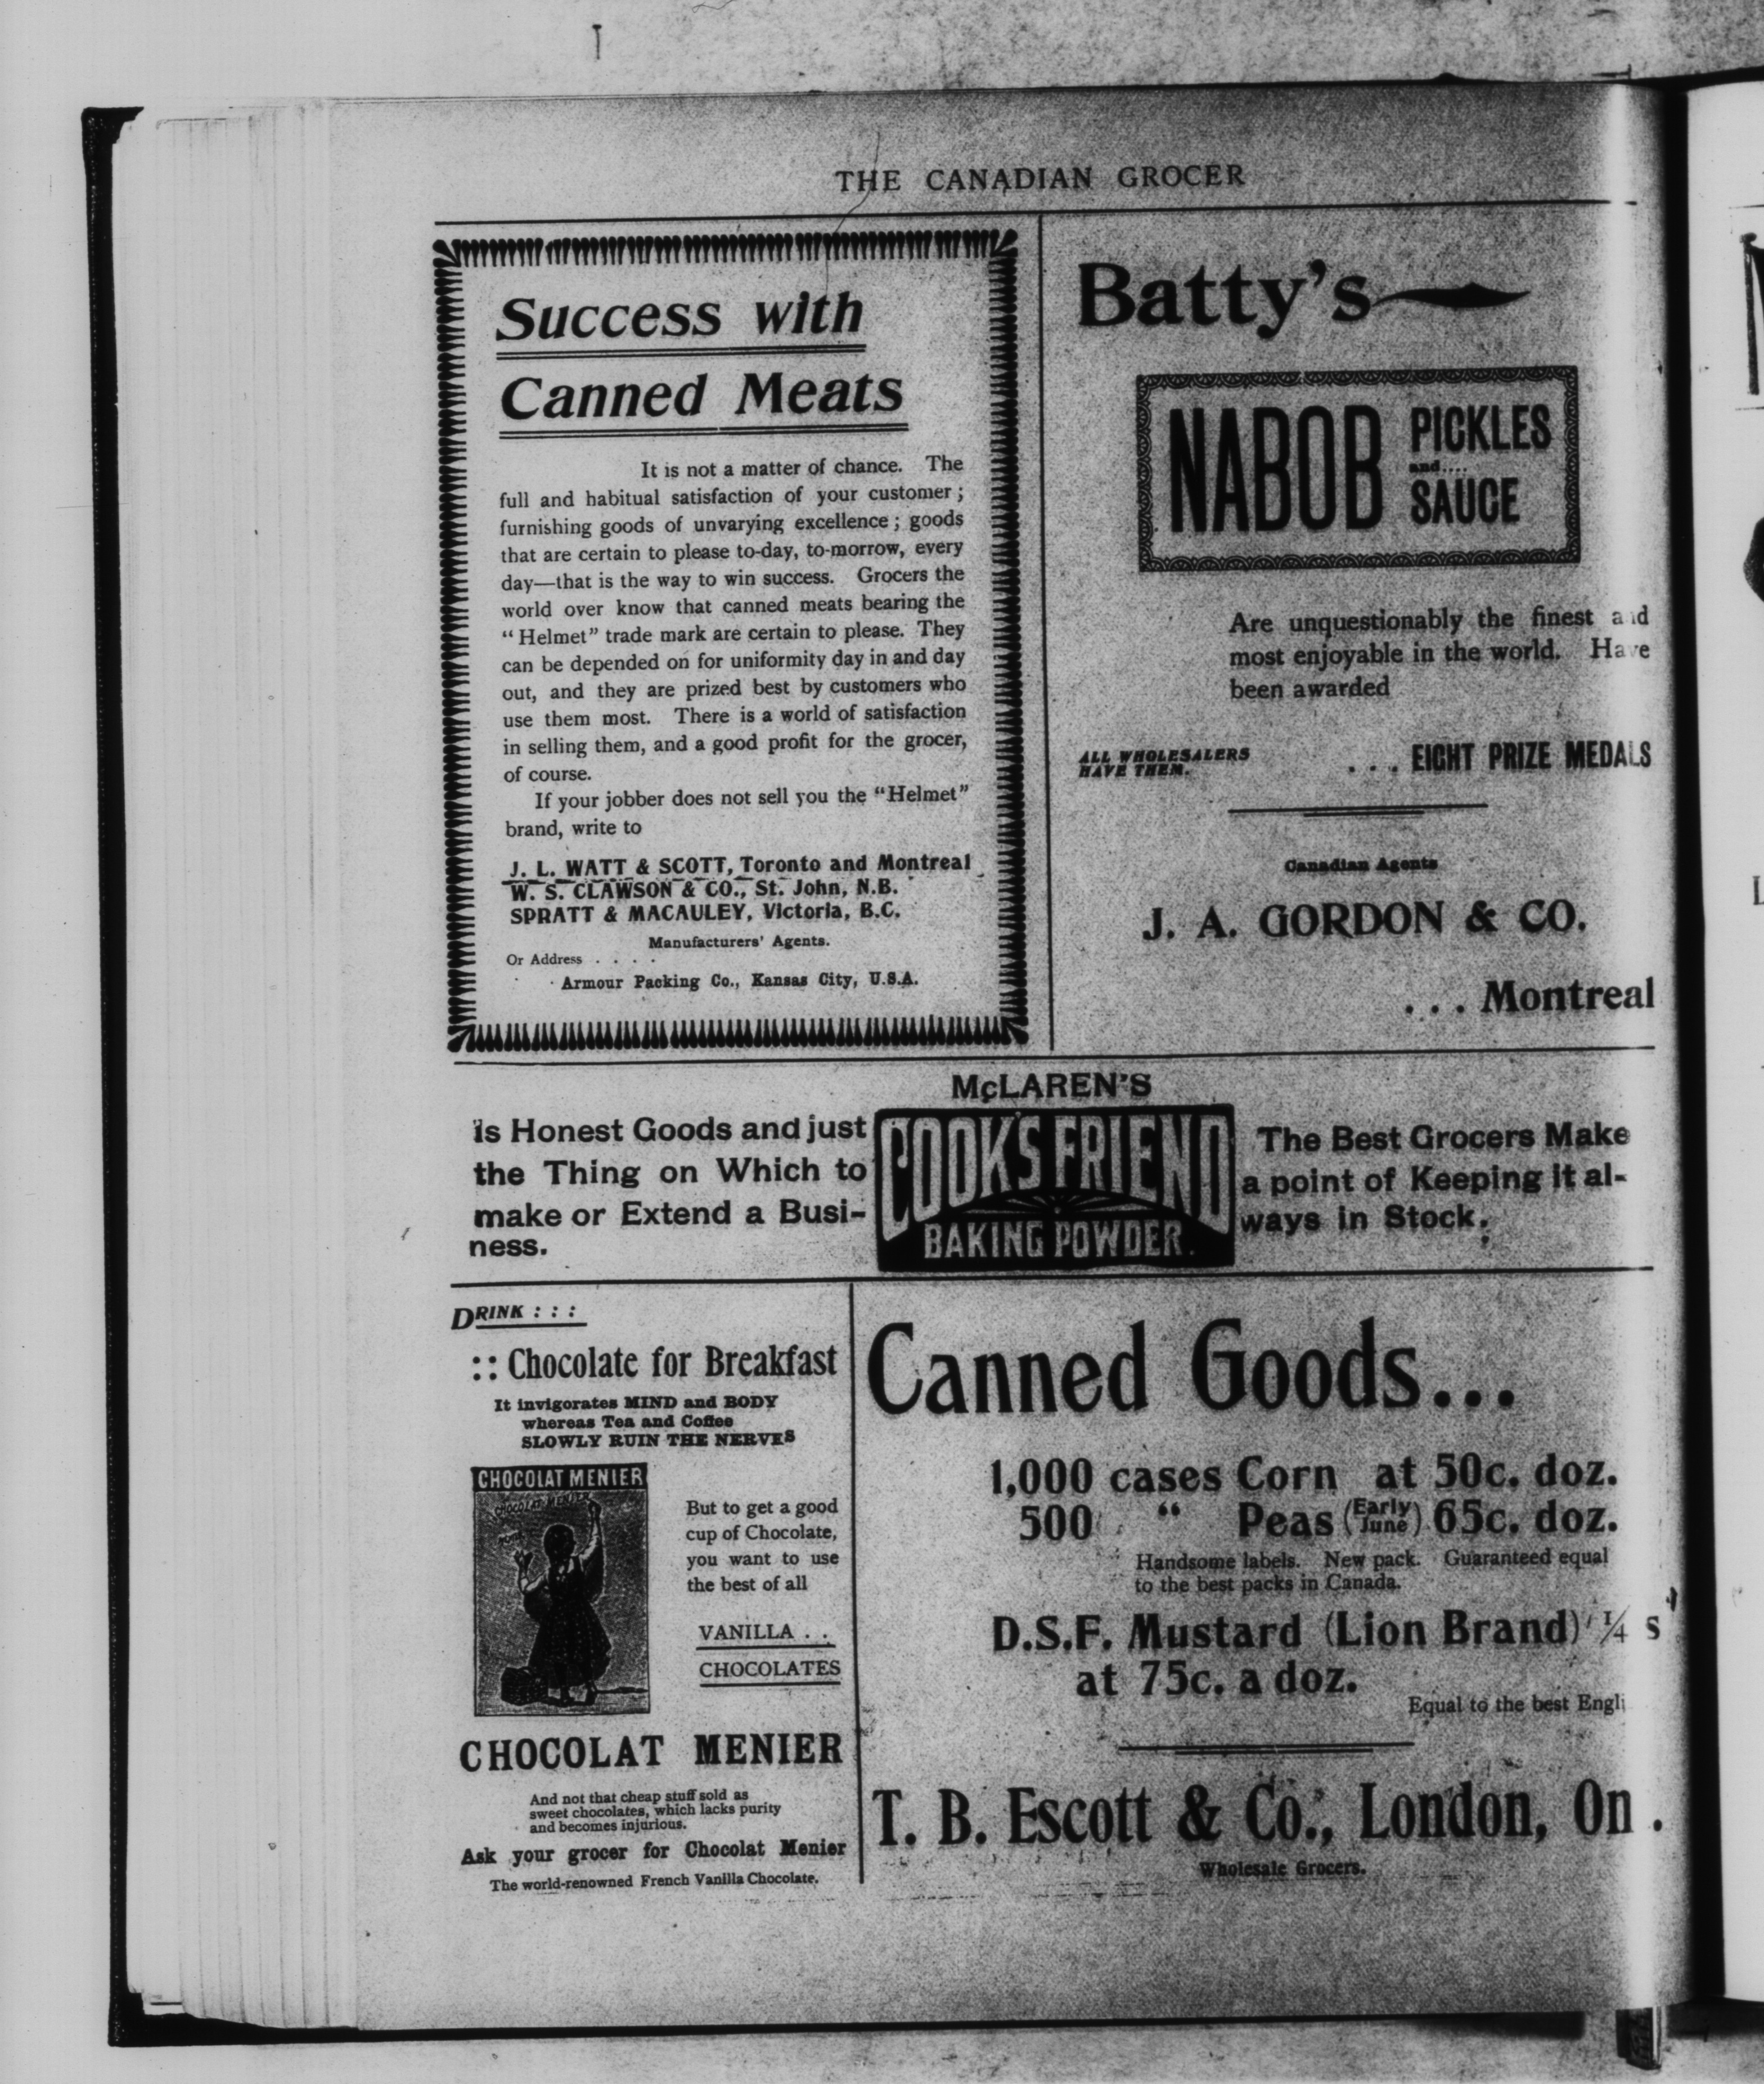 THE CANADIAN GROCER
Success with
Canned Meats
It is not a matter of chance. The
full and habitual satisfaction of your customer;
furnishing goods of unvarying excellence; goods
that are certain to please to-day, to-morrow, every
day—that is the way to win success. Grocers the
world over know that canned meats bearing the
"Helmet" trade mark are certain to please. They
can be depended on for uniformity day in and day
out, and they are prized best by customers who
use them most. There is a world of satisfaction
in selling them, and a good profit for the grocer,
of course.
If your jobber does not sell you the "Helmet"
brand, write to
J. L. WATT & SCOTT, Toronto and Montreal
W. S. CLAWSON & CO., St. John, N.B.
SPRATT & MACAULEY, Victoria, B.C.
Manufacturers' Agents.
Or Address . . . .
Armour Packing Co., Kansas City, U.S.A.
Batty's
NABOB PICKLES
and....
SAUCE
Are unquestionably the finest and
most enjoyable in the world. Have
been awarded
ALL WHOLESALERS
HAVE THEM.
. . . EIGHT PRIZE MEDALS
Canadian Agents
J. A. GORDON & CO.
. . . Montreal
McLAREN'S
Is Honest Goods and just
the Thing on Which to
make or Extend a Busi-
ness.
COOKS FRIEND
BAKING POWDER.
The Best Grocers Make
a point of Keeping it al-
ways in Stock.
DRINK : : :
:: Chocolate for Breakfast
It invigorates MIND and BODY
whereas Tea and Coffee
SLOWLY RUIN THE NERVES
CHOCOLAT MENIER
CHOCOLAT MENIER
But to get a good
cup of Chocolate,
you want to use
the best of all
VANILLA . .
CHOCOLATES
CHOCOLAT MENIER
And not that cheap stuff sold as
sweet chocolates, which lacks purity
and becomes injurious.
Ask your grocer for Chocolat Menier
The world-renowned French Vanilla Chocolate.
Canned Goods...
1,000 cases Corn at 50c. doz.
500 " Peas (Early June) 65c. doz.
Handsome labels. New pack. Guaranteed equal
to the best packs in Canada.
D.S.F. Mustard (Lion Brand) ¼ s
at 75c. a doz.
Equal to the best Engli
T. B. Escott & Co., London, On .
Wholesale Grocers.